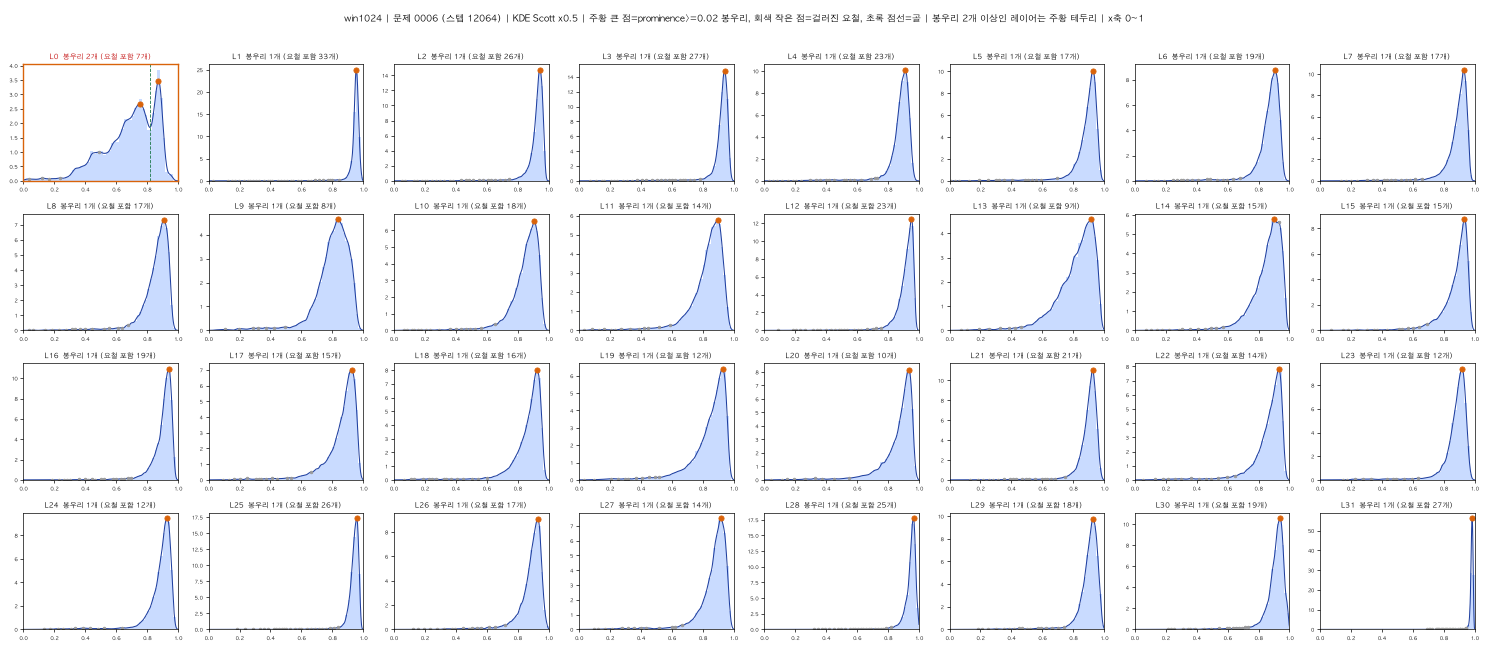 win1024 | 문제 0006 (스텝 12064) | KDE Scott x0.5 | 주황 큰 점=prominence>=0.02 봉우리, 회색 작은 점=걸러진 요철, 초록 점선=골 | 봉우리 2개 이상인 레이어는 주황 테두리 | x축 0~1
L0 봉우리 2개 (요철 포함 7개)
L1 봉우리 1개 (요철 포함 33개)
L2 봉우리 1개 (요철 포함 26개)
L3 봉우리 1개 (요철 포함 27개)
L4 봉우리 1개 (요철 포함 23개)
L5 봉우리 1개 (요철 포함 17개)
L6 봉우리 1개 (요철 포함 19개)
L7 봉우리 1개 (요철 포함 17개)
L8 봉우리 1개 (요철 포함 17개)
L9 봉우리 1개 (요철 포함 8개)
L10 봉우리 1개 (요철 포함 18개)
L11 봉우리 1개 (요철 포함 14개)
L12 봉우리 1개 (요철 포함 23개)
L13 봉우리 1개 (요철 포함 9개)
L14 봉우리 1개 (요철 포함 15개)
L15 봉우리 1개 (요철 포함 15개)
L16 봉우리 1개 (요철 포함 19개)
L17 봉우리 1개 (요철 포함 15개)
L18 봉우리 1개 (요철 포함 16개)
L19 봉우리 1개 (요철 포함 12개)
L20 봉우리 1개 (요철 포함 10개)
L21 봉우리 1개 (요철 포함 21개)
L22 봉우리 1개 (요철 포함 14개)
L23 봉우리 1개 (요철 포함 12개)
L24 봉우리 1개 (요철 포함 12개)
L25 봉우리 1개 (요철 포함 26개)
L26 봉우리 1개 (요철 포함 17개)
L27 봉우리 1개 (요철 포함 14개)
L28 봉우리 1개 (요철 포함 25개)
L29 봉우리 1개 (요철 포함 18개)
L30 봉우리 1개 (요철 포함 19개)
L31 봉우리 1개 (요철 포함 27개)